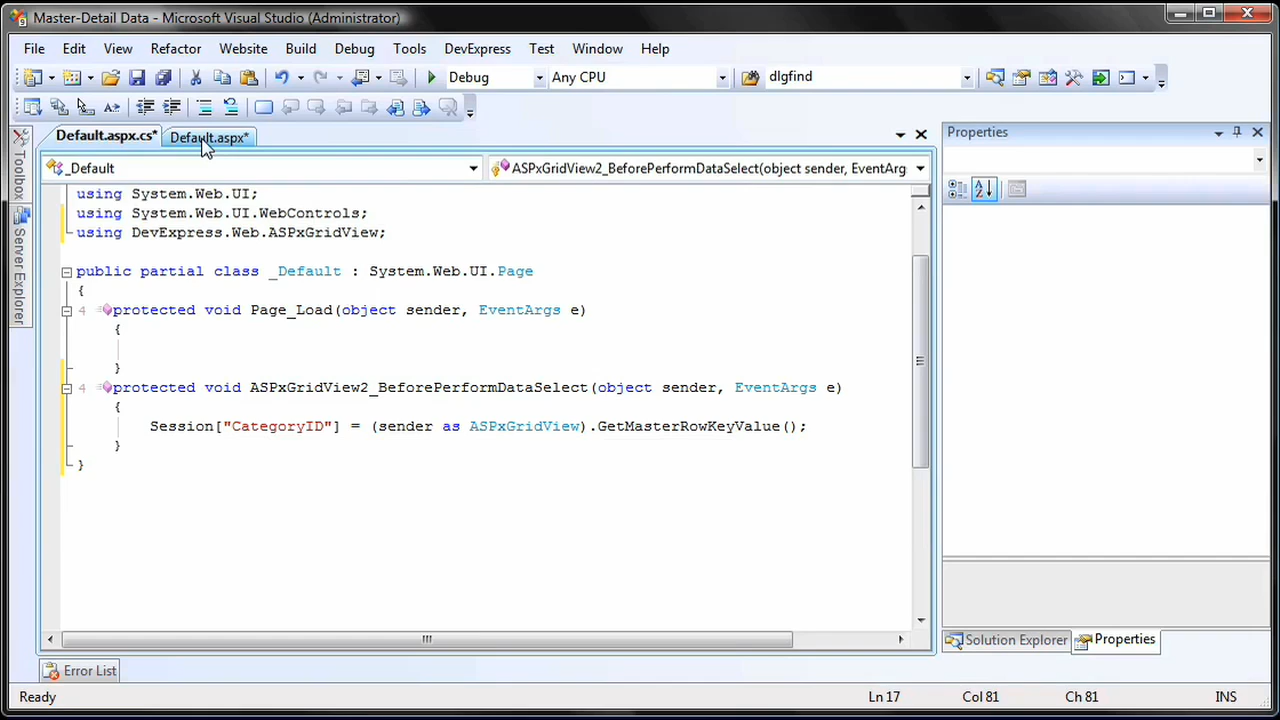 Master-Detail Data - Microsoft Visual Studio (Administrator)
File Edit View Refactor Website Build Debug Tools DevExpress Test Window Help
Debug Any CPU dlgfind
Default.aspx.cs* Default.aspx*
Properties
Toolbox
Server Explorer
_Default
ASPxGridView2_BeforePerformDataSelect(object sender, EventArg
using System.Web.UI;
using System.Web.UI.WebControls;
using DevExpress.Web.ASPxGridView;
public partial class _Default : System.Web.UI.Page
{
4 protected void Page_Load(object sender, EventArgs e)
{
}
4 protected void ASPxGridView2_BeforePerformDataSelect(object sender, EventArgs e)
{
Session["CategoryID"] = (sender as ASPxGridView).GetMasterRowKeyValue();
}
}
Solution Explorer Properties
Error List
Ready Ln 17 Col 81 Ch 81 INS